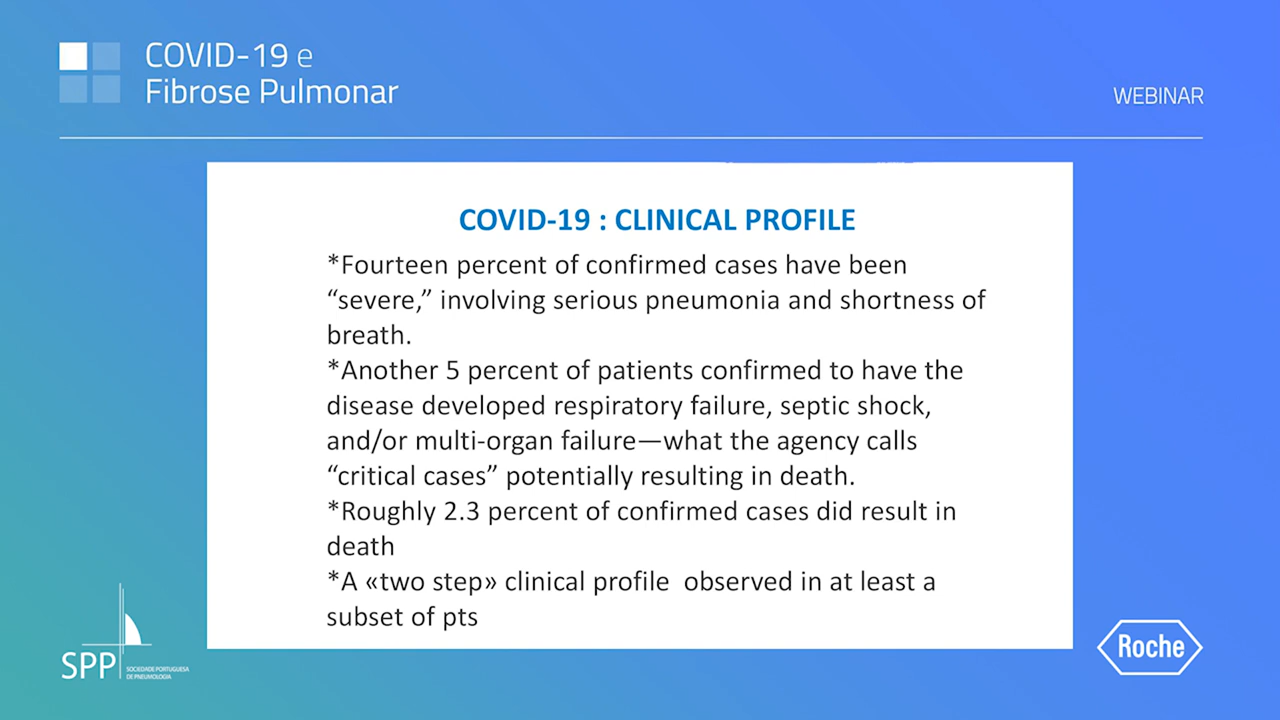 COVID-19 e
Fibrose Pulmonar
WEBINAR
COVID-19 : CLINICAL PROFILE
*Fourteen percent of confirmed cases have been
“severe,” involving serious pneumonia and shortness of
breath.
*Another 5 percent of patients confirmed to have the
disease developed respiratory failure, septic shock,
and/or multi-organ failure—what the agency calls
“critical cases” potentially resulting in death.
*Roughly 2.3 percent of confirmed cases did result in
death
*A «two step» clinical profile  observed in at least a
subset of pts
SPP
SOCIEDADE PORTUGUESA
DE PNEUMOLOGIA
Roche